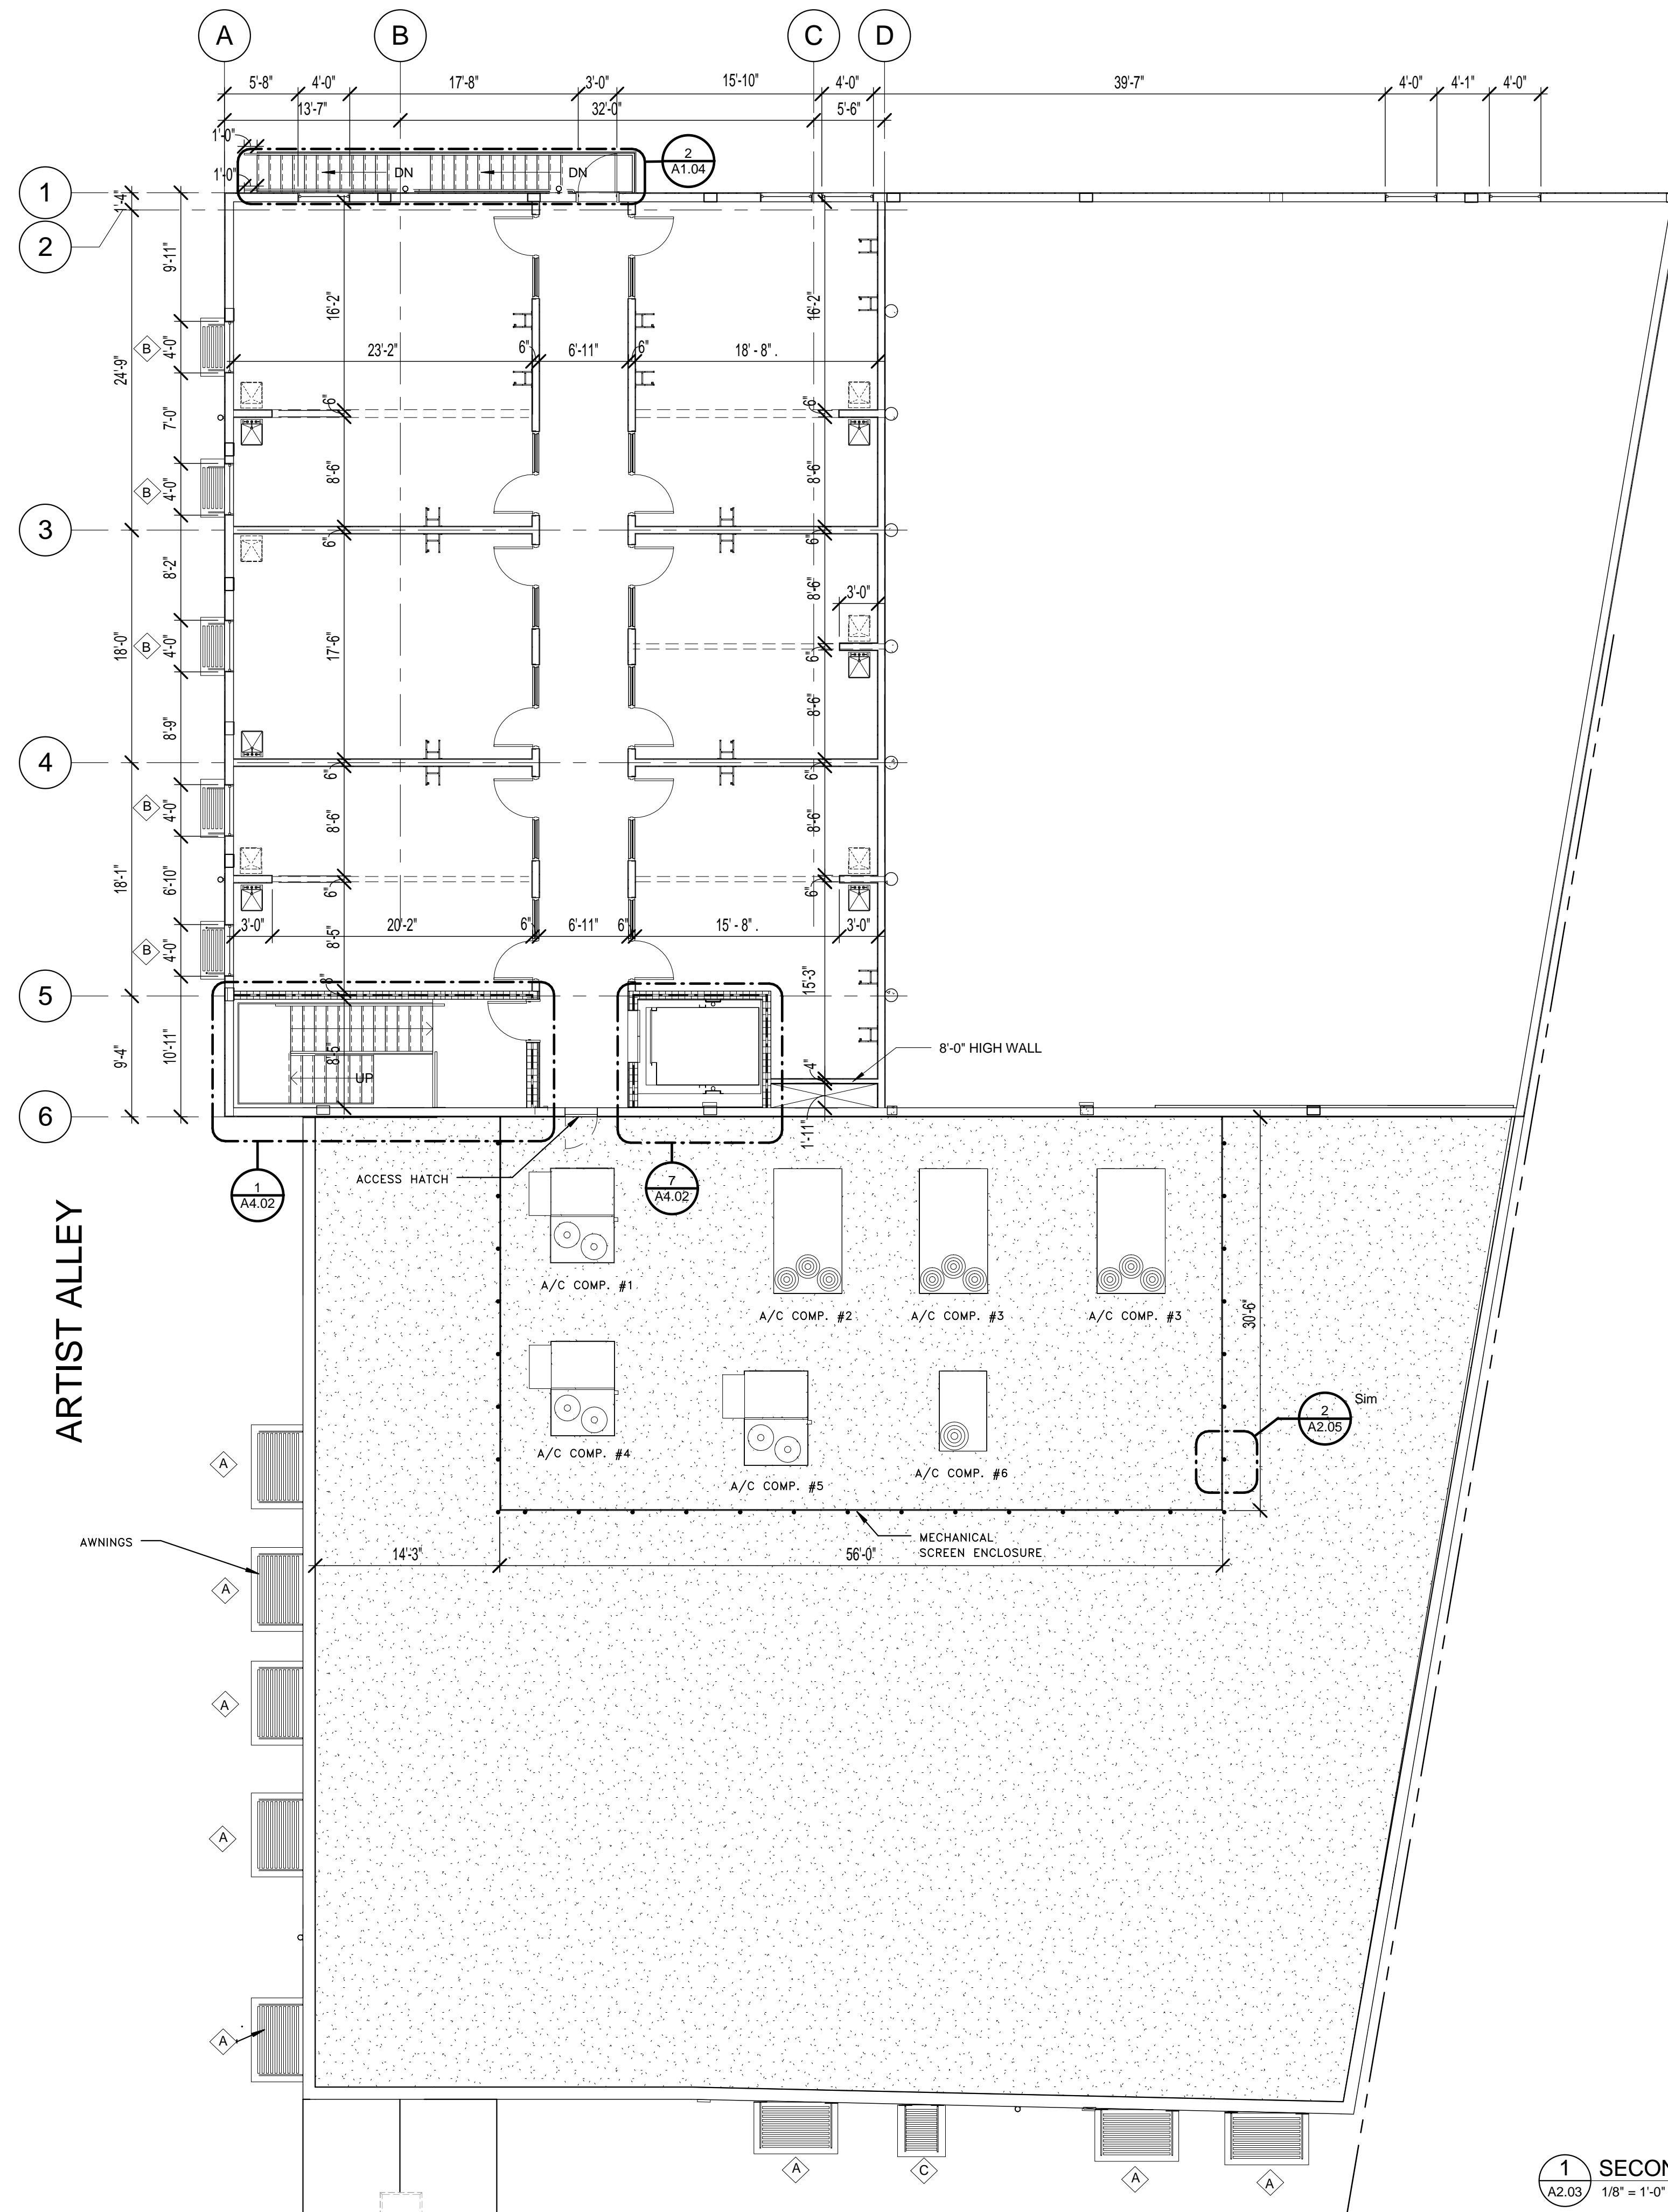 A
B
C
D
5'-8"
4'-0"
17'-8"
3'-0"
15'-10"
4'-0"
39'-7"
4'-0"
4'-1"
4'-0"
13'-7"
32'-0"
5'-6"
1'-0"
2
A1.04
DN
DN
1'-0"
1
1'-4"
2
9'-11"
16'-2"
16'-2"
24'-9"
B
4'-0"
23'-2"
6"
6'-11"
6"
18' - 8" .
7'-0"
6"
6"
B
4'-0"
8'-6"
8'-6"
3
6"
6"
8'-2"
8'-6"
3'-0"
18'-0"
B
4'-0"
17'-6"
6"
8'-9"
8'-6"
4
6"
6"
B
4'-0"
8'-6"
8'-6"
18'-1"
6'-10"
6"
6"
B
4'-0"
3'-0"
20'-2"
6"
6'-11"
6"
15' - 8" .
3'-0"
8'-5"
8"
15'-3"
5
9'-4"
10'-11"
8'-5"
UP
4"
8'-0" HIGH WALL
6
1'-11"
1
A4.02
ACCESS HATCH
7
A4.02
ARTIST ALLEY
A/C COMP. #1
A/C COMP. #2
A/C COMP. #3
A/C COMP. #3
30'-6"
Sim
2
A2.05
A/C COMP. #4
A/C COMP. #5
A/C COMP. #6
A
AWNINGS
MECHANICAL
SCREEN ENCLOSURE
14'-3"
56'-0"
A
A
A
A
A
C
A
A
1
A2.03
SECON
1/8" = 1'-0"